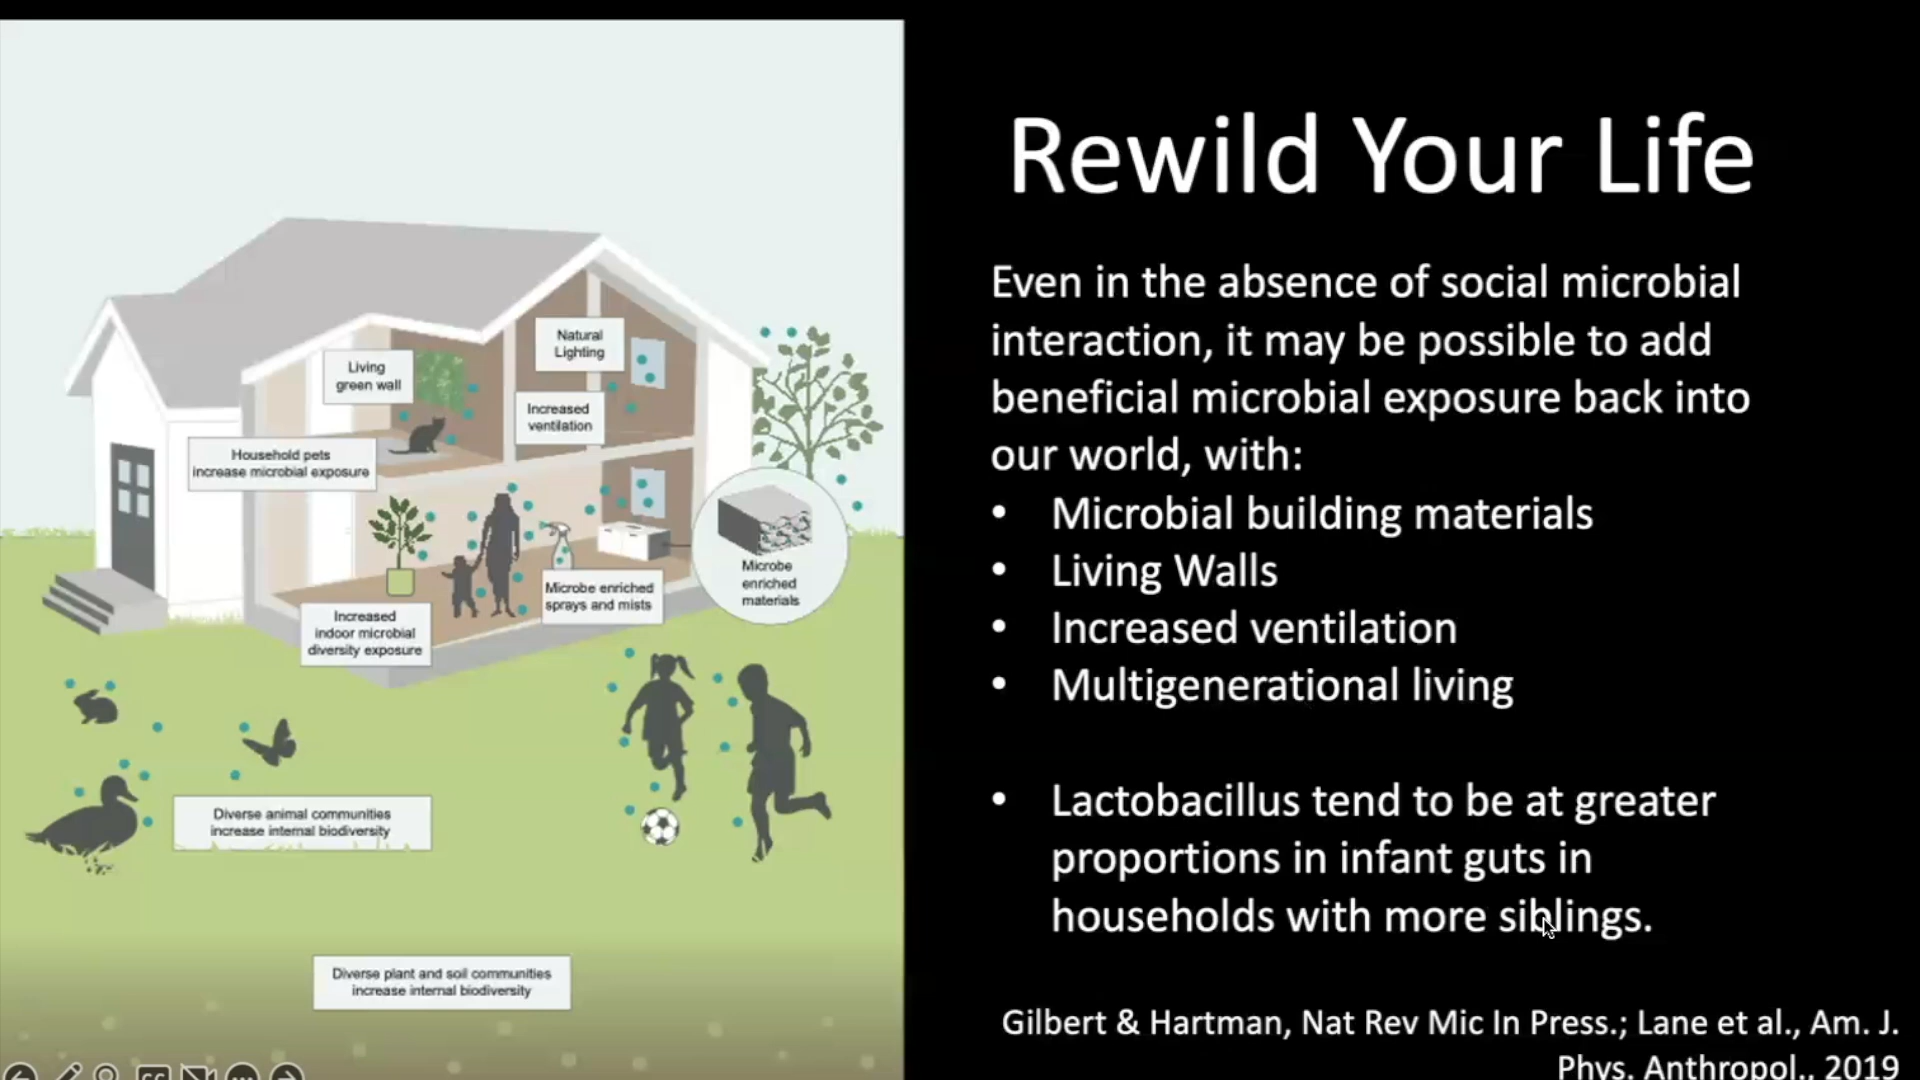 Rewild Your Life
Even in the absence of social microbial
interaction, it may be possible to add
beneficial microbial exposure back into
our world, with:
• Microbial building materials
• Living Walls
• Increased ventilation
• Multigenerational living
• Lactobacillus tend to be at greater
proportions in infant guts in
households with more siblings.
Gilbert & Hartman, Nat Rev Mic In Press.; Lane et al., Am. J.
Phys. Anthropol., 2019
Natural
Lighting
Living
green wall
Increased
ventilation
Household pets
increase microbial exposure
Microbe
enriched
materials
Microbe enriched
sprays and mists
Increased
indoor microbial
diversity exposure
Diverse animal communities
increase internal biodiversity
Diverse plant and soil communities
increase internal biodiversity
CC